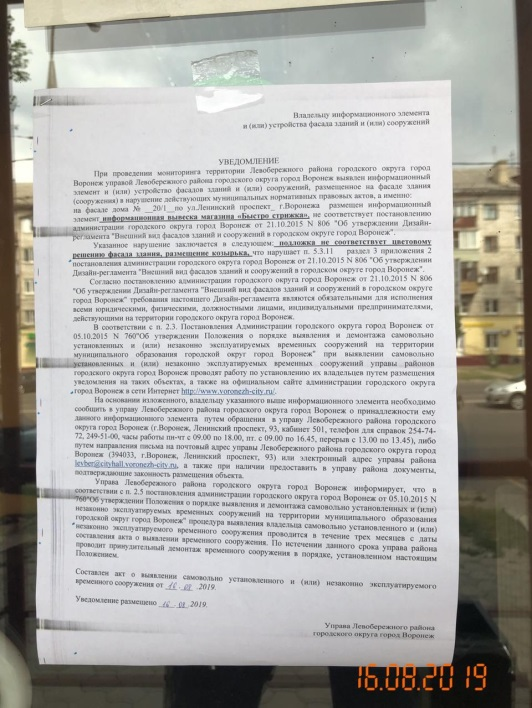 Владельцу информационного элемента
и (или) устройства фасада зданий и (или) сооружений
УВЕДОМЛЕНИЕ
При проведении мониторинга территории Левобережного района городского округа город
Воронеж управой Левобережного района городского округа город Воронеж выявлен информационный
элемент и (или) устройство фасадов зданий и (или) сооружений, размещенное на фасаде здания
(сооружения) в нарушение действующих муниципальных нормативных правовых актов, а именно:
на фасаде дома № __20/1__по ул.Ленинский проспект_ г.Воронежа размещен информационный
элемент информационная вывеска магазина «Быстро стрижка», не соответствует постановлению
администрации городского округа город Воронеж от 21.10.2015 N 806 "Об утверждении Дизайн-
регламента "Внешний вид фасадов зданий и сооружений в городском округе город Воронеж".
Указанное нарушение заключается в следующем: подложка не соответствует цветовому
решению фасада здания, размещение козырька, что нарушает п. 5.3.11 раздел 3 приложения 2
постановления администрации городского округа город Воронеж от 21.10.2015 N 806 "Об утверждении
Дизайн-регламента "Внешний вид фасадов зданий и сооружений в городском округе город Воронеж".
Согласно постановлению администрации городского округа город Воронеж от 21.10.2015 N 806
"Об утверждении Дизайн-регламента "Внешний вид фасадов зданий и сооружений в городском округе
город Воронеж" требования настоящего Дизайн-регламента являются обязательными для исполнения
всеми юридическими, физическими, должностными лицами, индивидуальными предпринимателями,
действующими на территории городского округа город Воронеж.
В соответствии с п. 2.3. Постановления Администрации городского округа город Воронеж от
05.10.2015 N 760"Об утверждении Положения о порядке выявления и демонтажа самовольно
установленных и (или) незаконно эксплуатируемых временных сооружений на территории
муниципального образования городской округ город Воронеж" при выявлении самовольно
установленных и (или) незаконно эксплуатируемых временных сооружений управы районов
городского округа город Воронеж проводят работу по установлению их владельцев путем размещения
уведомления на таких объектах, а также на официальном сайте администрации городского округа
город Воронеж в сети Интернет http://www.voronezh-city.ru/.
На основании изложенного, владельцу указанного выше информационного элемента необходимо
сообщить в управу Левобережного района городского округа город Воронеж о принадлежности ему
данного информационного элемента путем обращения в управу Левобережного района городского
округа город Воронеж (г.Воронеж, Ленинский проспект, 93, кабинет 501, телефон для справок 254-74-
72, 249-51-00, часы работы пн-чт с 09.00 по 18.00, пт. с 09.00 по 16.45, перерыв с 13.00 по 13.45), либо
путем направления письма на почтовый адрес управы Левобережного района городского округа город
Воронеж (394033, г.Воронеж, Ленинский проспект, 93) или электронный адрес управы района
levber@cityhall.voronezh-city.ru, а также при наличии предоставить в управу района документы,
подтверждающие законность размещения объекта.
Управа Левобережного района городского округа город Воронеж информирует, что в
соответствии с п. 2.5 постановления администрации городского округа город Воронеж от 05.10.2015 N
760"Об утверждении Положения о порядке выявления и демонтажа самовольно установленных и (или)
незаконно эксплуатируемых временных сооружений на территории муниципального образования
городской округ город Воронеж" процедура выявления владельца самовольно установленного и (или)
незаконно эксплуатируемого временного сооружения проводится в течение трех месяцев с даты
составления акта о выявлении временного сооружения. По истечении данного срока управа района
проводит принудительный демонтаж временного сооружения в порядке, установленном настоящим
Положением.
Составлен акт о выявлении самовольно установленного и (или) незаконно эксплуатируемого
временного сооружения от 16.08.2019.
Уведомление размещено 16.08.2019.
Управа Левобережного района
городского округа город Воронеж
16.08.2019